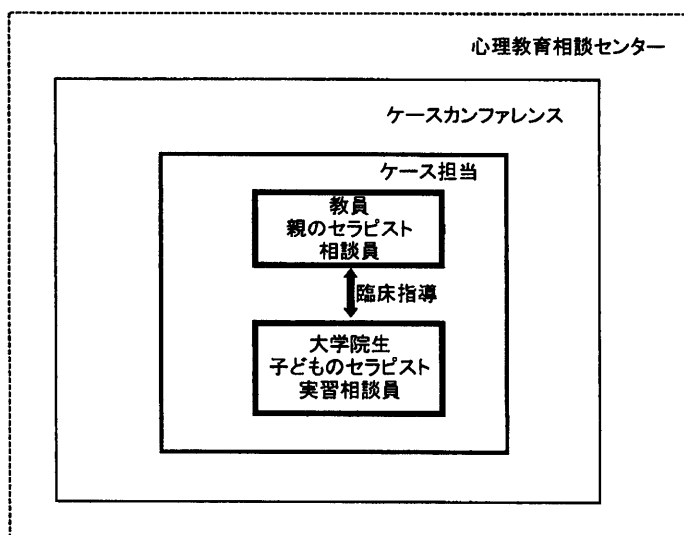 心理教育相談センター
ケースカンファレンス
ケース担当
教員
親のセラピスト
相談員
臨床指導
大学院生
子どものセラピスト
実習相談員